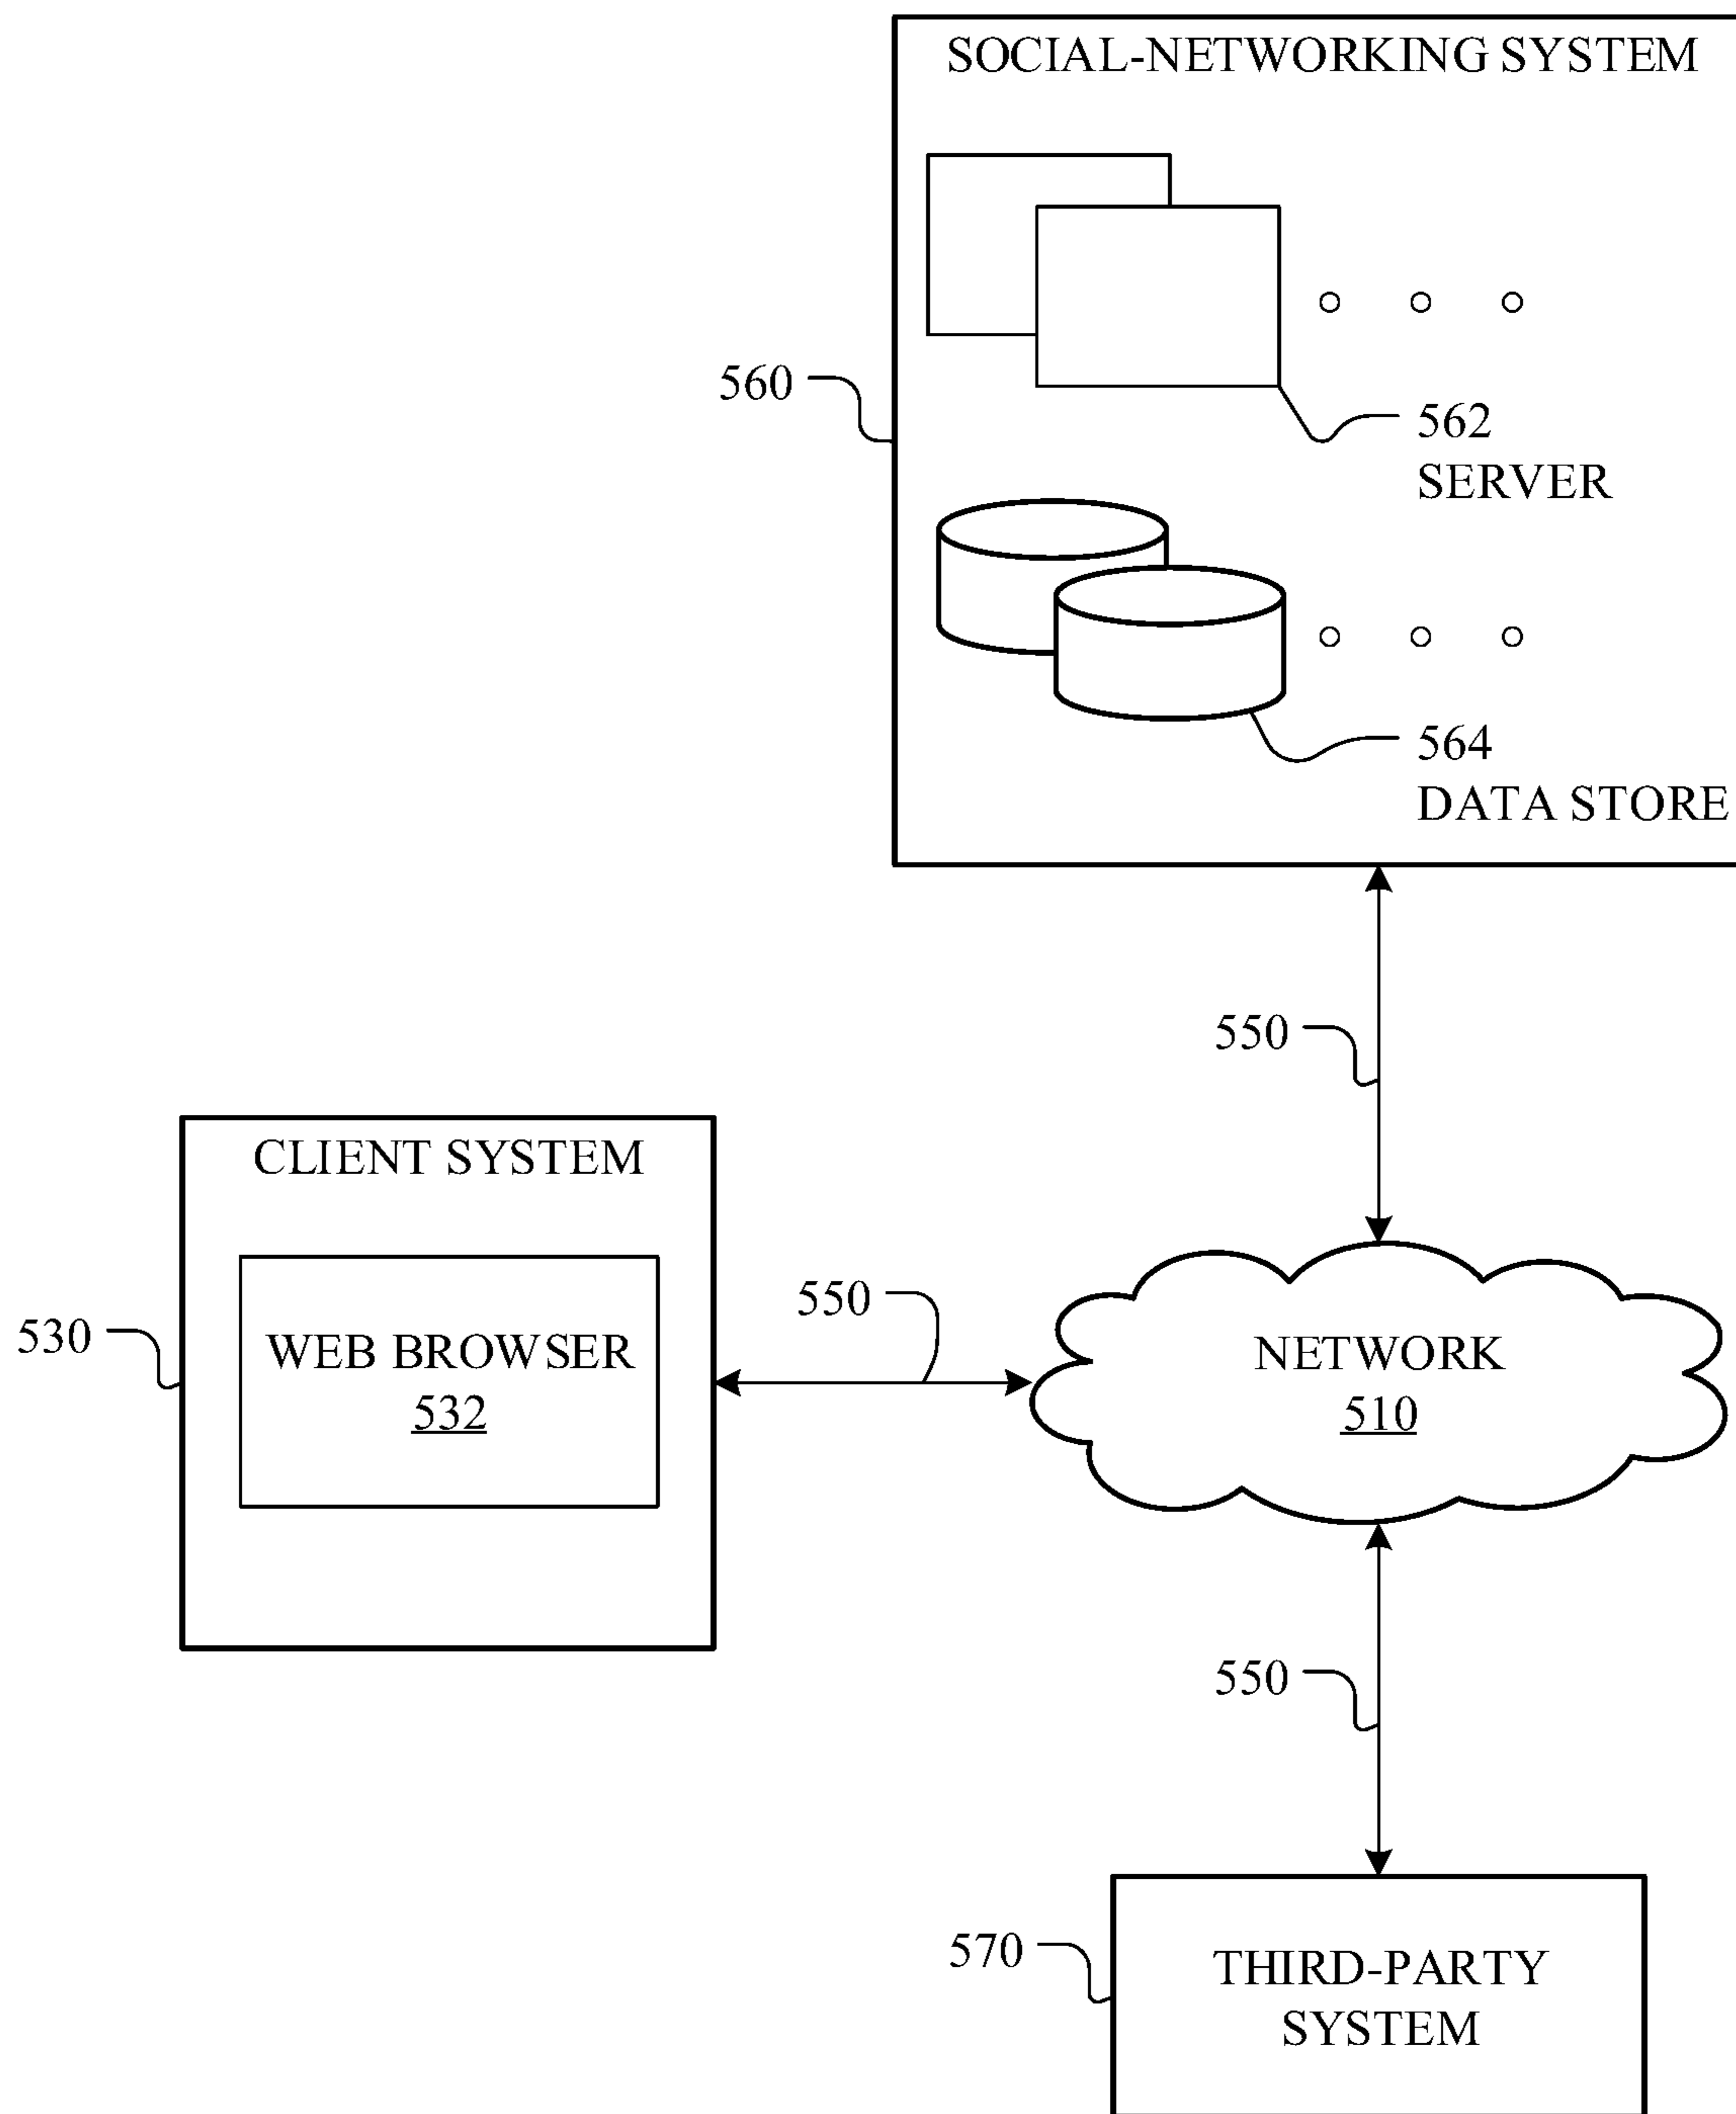 SOCIAL-NETWORKING SYSTEM
560
562
SERVER
564
DATA STORE
550
CLIENT SYSTEM
530
WEB BROWSER
532
550
NETWORK
510
550
570
THIRD-PARTY
SYSTEM